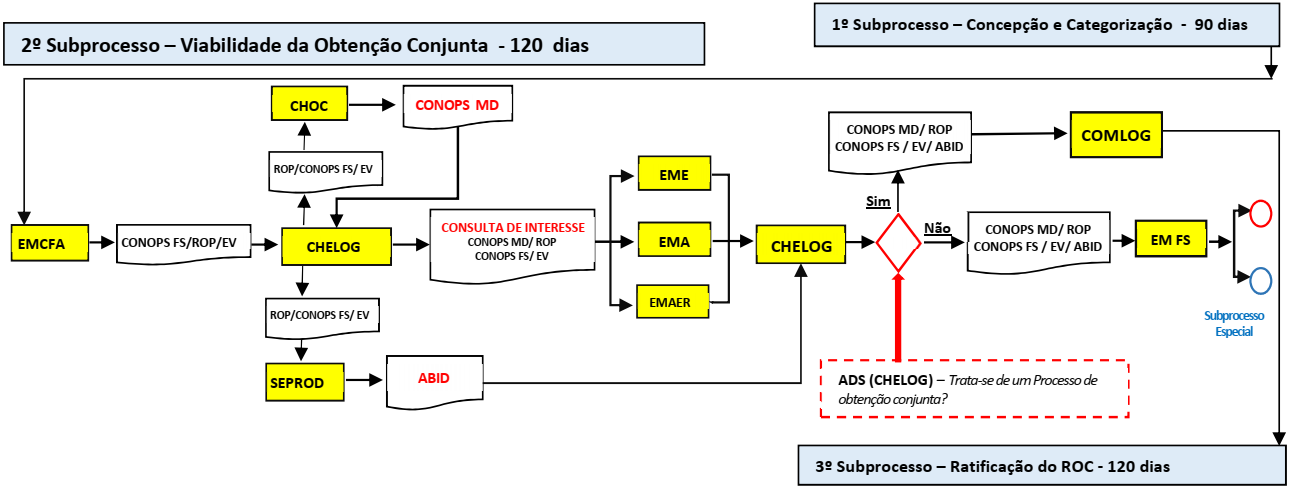 1º Subprocesso – Concepção e Categorização - 90 dias
2º Subprocesso – Viabilidade da Obtenção Conjunta - 120 dias
CHOC
CONOPS MD
ROP/CONOPS FS/ EV
EMCFA
CONOPS FS/ROP/EV
CHELOG
CONSULTA DE INTERESSE
CONOPS MD/ ROP
CONOPS FS/ EV
ROP/CONOPS FS/ EV
SEPROD
ABID
EME
EMA
EMAER
CHELOG
Sim
Não
CONOPS MD/ ROP
CONOPS FS / EV/ ABID
COMLOG
CONOPS MD/ ROP
CONOPS FS / EV/ ABID
EM FS
Subprocesso
Especial
ADS (CHELOG) – Trata-se de um Processo de
obtenção conjunta?
3º Subprocesso – Ratificação do ROC - 120 dias